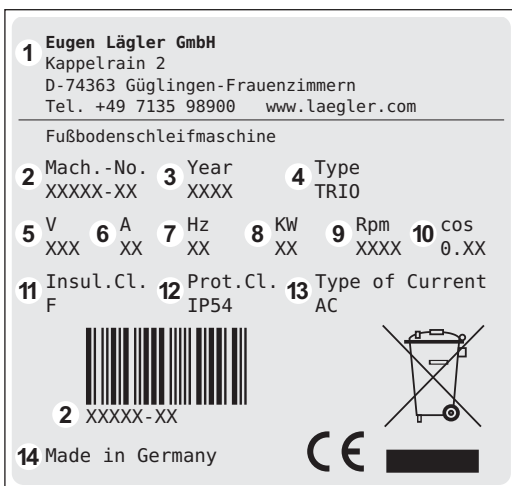 1 Eugen Lägler GmbH
Kappelrain 2
D-74363 Güglingen-Frauenzimmern
Tel. +49 7135 98900 www.laegler.com
Fußbodenschleifmaschine
2 Mach.-No. 3 Year 4 Type
XXXXX-XX XXXX TRIO
5 V 6 A 7 Hz 8 KW 9 Rpm 10 cos
XXX XX XX XX XXXX 0.XX
11 Insul.Cl. 12 Prot.Cl. 13 Type of Current
F IP54 AC
2 XXXXX-XX
14 Made in Germany CE